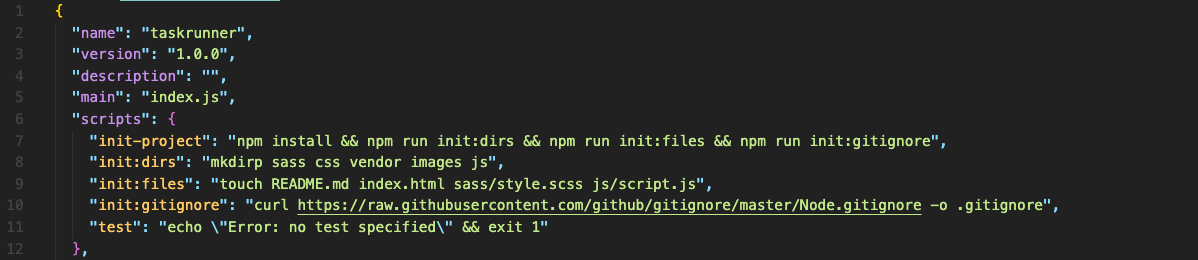 1 {
2 "name": "taskrunner",
3 "version": "1.0.0",
4 "description": "",
5 "main": "index.js",
6 "scripts": {
7 "init-project": "npm install && npm run init:dirs && npm run init:files && npm run init:gitignore",
8 "init:dirs": "mkdirp sass css vendor images js",
9 "init:files": "touch README.md index.html sass/style.scss js/script.js",
10 "init:gitignore": "curl https://raw.githubusercontent.com/github/gitignore/master/Node.gitignore -o .gitignore",
11 "test": "echo \"Error: no test specified\" && exit 1"
12 },